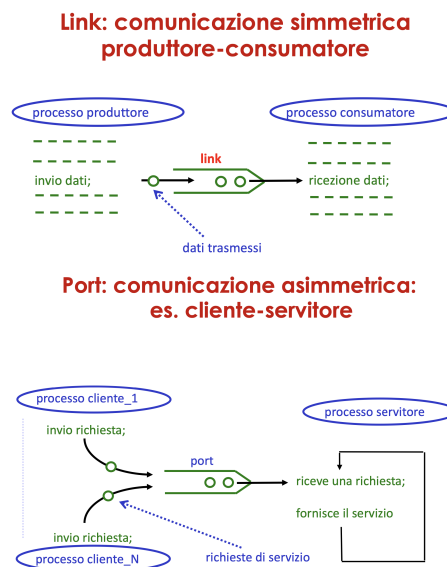 Link: comunicazione simmetrica
produttore-consumatore
processo produttore
processo consumatore
link
invio dati;
ricezione dati;
dati trasmessi
Port: comunicazione asimmetrica:
es. cliente-servitore
processo cliente_1
processo servitore
invio richiesta;
port
riceve una richiesta;
fornisce il servizio
invio richiesta;
processo cliente_N
richieste di servizio